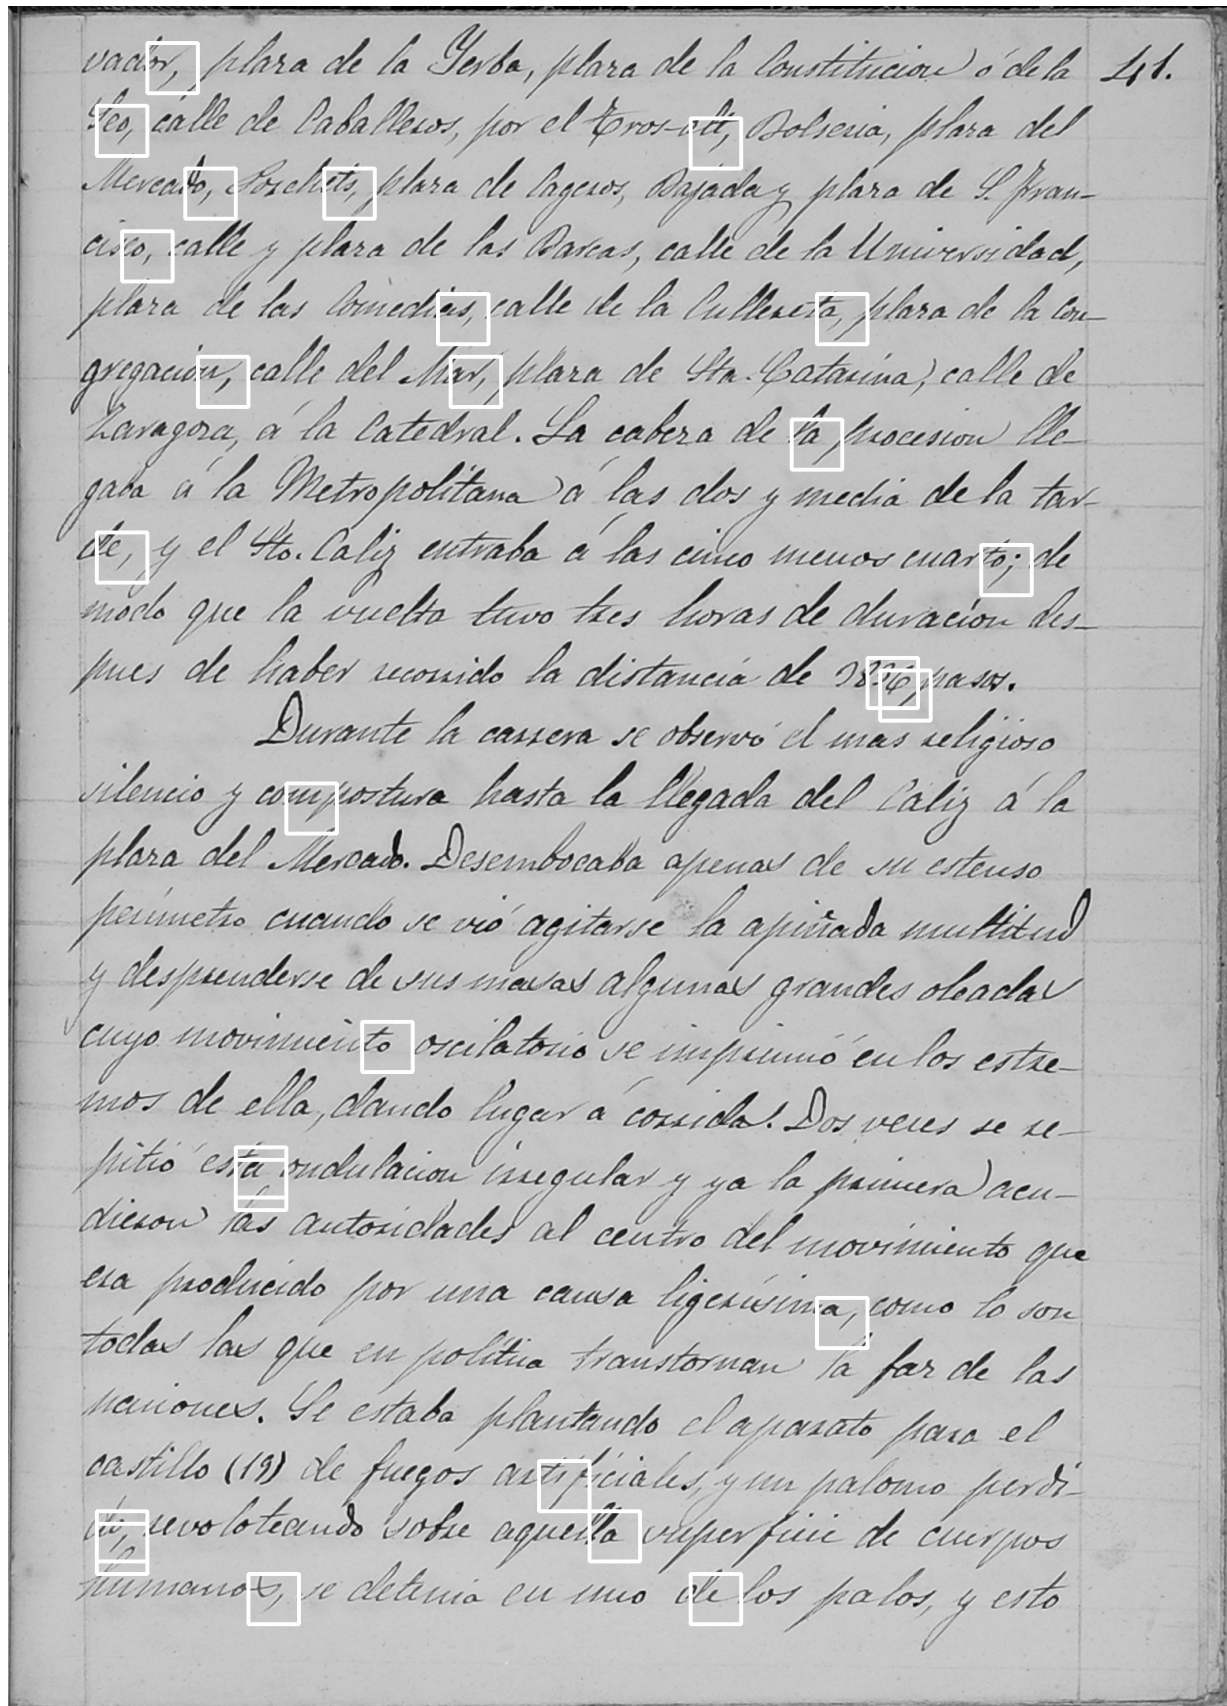 vador, plaza de la Yerba, plaza de la Constitucion ó de la 41.
Seo, calle de Caballeros, por el Tros-alt, Bolseria, plaza del
Mercado, Porchets, plaza de Cageros, Bajada y plaza de S. Fran-
cisco, calle y plaza de las Barcas, calle de la Universidad,
plaza de las Comedias, calle de la Cullereta, plaza de la Con-
gregacion, calle del Mar, plaza de Sta. Catarina, calle de
Zaragoza, á la Catedral. La cabeza de la procesion lle-
gaba á la Metropolitana á las dos y media de la tar-
de, y el Sto. Caliz entraba á las cinco menos cuarto; de
modo que la vuelta tuvo tres horas de duracion des-
pues de haber recorrido la distancia de pasos.
Durante la carrera se observó el mas religioso
silencio y compostura hasta la llegada del Caliz á la
plaza del Mercado. Desembocaba apenas de su estenso
perímetro cuando se vió agitarse la apiñada multitud
y desprenderse de sus masas algunas grandes oleadas
cuyo movimiento oscilatorio se imprimió en los estre-
mos de ella, dando lugar á corridas. Dos veces se re-
pitió esta ondulacion irregular y ya la primera acu-
dieron las autoridades al centro del movimiento que
era producido por una causa ligerísima, como lo son
todas las que en política transtornan la faz de las
naciones. Se estaba plantando el aparato para el
castillo (19) de fuegos artificiales, y un palomo perdi-
do, revoloteando sobre aquella superficie de cuerpos
humanos, se detenia en uno de los palos, y esto